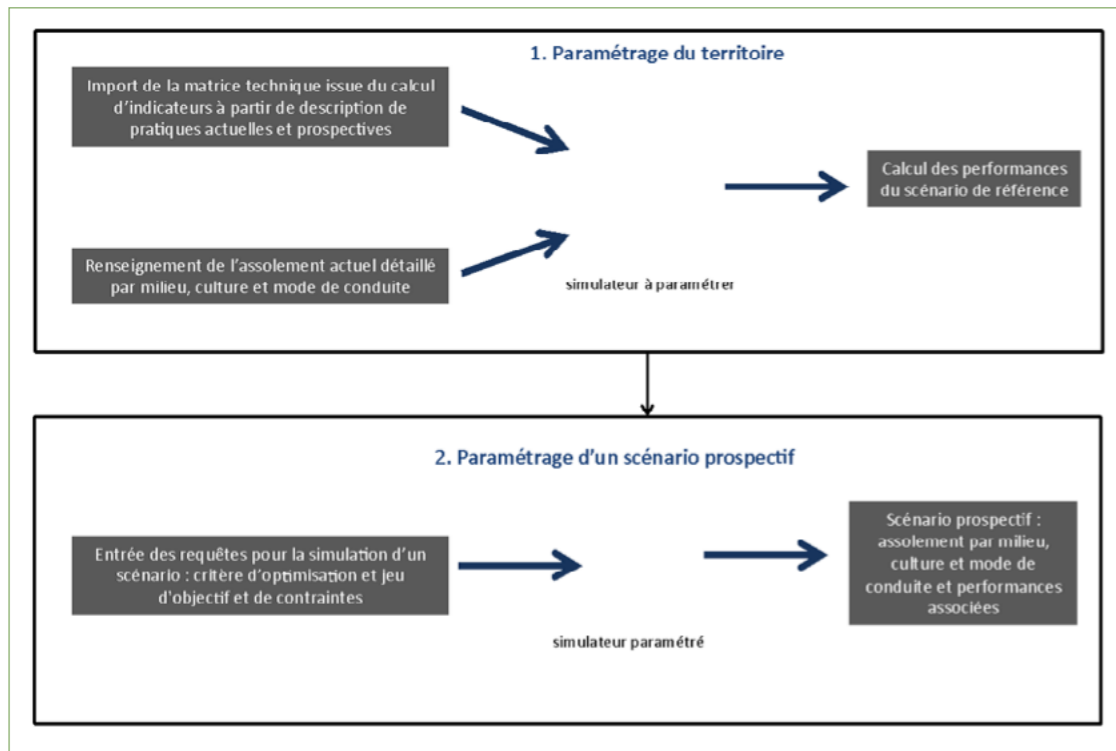 1. Paramétrage du territoire
Import de la matrice technique issue du calcul
d'indicateurs à partir de description de
pratiques actuelles et prospectives
Calcul des performances
du scénario de référence
Renseignement de l'assolement actuel détaillé
par milieu, culture et mode de conduite
simulateur à paramétrer
2. Paramétrage d'un scénario prospectif
Entrée des requêtes pour la simulation d'un
scénario : critère d'optimisation et jeu
d'objectif et de contraintes
Scénario prospectif :
assolement par milieu,
culture et mode de
conduite et performances
associées
simulateur paramétré